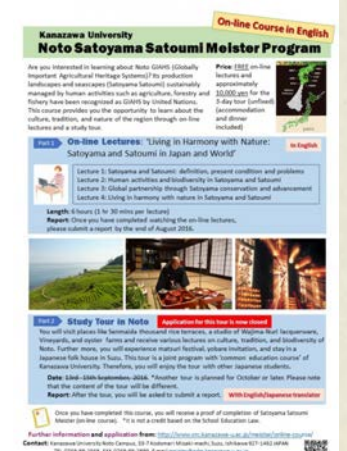 On-line Course in English
Kanazawa University
Noto Satoyama Satoumi Meister Program
Are you interested in learning about Noto GIAHS (Globally
Important Agricultural Heritage Systems)? Its production
landscapes and seascapes (Satoyama Satoumi) sustainably
managed by human activities such as agriculture, forestry and
fishery have been recognized as GIAHS by United Nations.
This course provides you the opportunity to learn about the
culture, tradition, and nature of the region through on-line
lectures and a study tour.
Price: FREE on-line
lectures and
approximately
10,000 yen for the
3-day tour (unfixed)
(accommodation
and dinner
included)
Part 1 On-line Lectures: 'Living in Harmony with Nature:
Satoyama and Satoumi in Japan and World'
In English
Lecture 1: Satoyama and Satoumi: definition, present condition and problems
Lecture 2: Human activities and biodiversity in Satoyama and Satoumi
Lecture 3: Global partnership through Satoyama conservation and advancement
Lecture 4: Living in harmony with nature in Satoyama and Satoumi
Length: 6 hours (1 hr 30 mins per lecture)
Report: Once you have completed watching the on-line lectures,
please submit a report by the end of August 2016.
Part 2 Study Tour in Noto
Application for this tour is now closed
You will visit places like Senmaida thousand rice terraces, a studio of Wajima-Nuri lacquerware,
Vineyards, and oyster farms and receive various lectures on culture, tradition, and biodiversity of
Noto. Further more, you will experience matsuri festival, yobare invitation, and stay in a
Japanese folk house in Suzu. This tour is a joint program with 'common education course' of
Kanazawa University. Therefore, you will enjoy the tour with other Japanese students.
Date: 13rd -15th September, 2016. *Another tour is planned for October or later. Please note
that the content of the tour will be different.
Report: After the tour, you will be asked to submit a report.
With English/Japanese translator
Once you have completed this course, you will receive a proof of completion of Satoyama Satoumi
Meister (on-line course). *It is not a credit based on the School Education Law.
Further information and application from:
Contact: Kanazawa University Noto Campus,